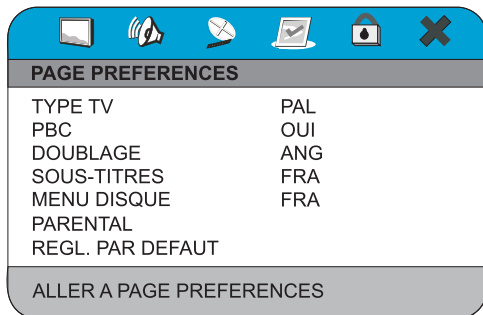 PAGE PREFERENCES
TYPE TV PAL
PBC OUI
DOUBLAGE ANG
SOUS-TITRES FRA
MENU DISQUE FRA
PARENTAL
REGL. PAR DEFAUT
ALLER A PAGE PREFERENCES